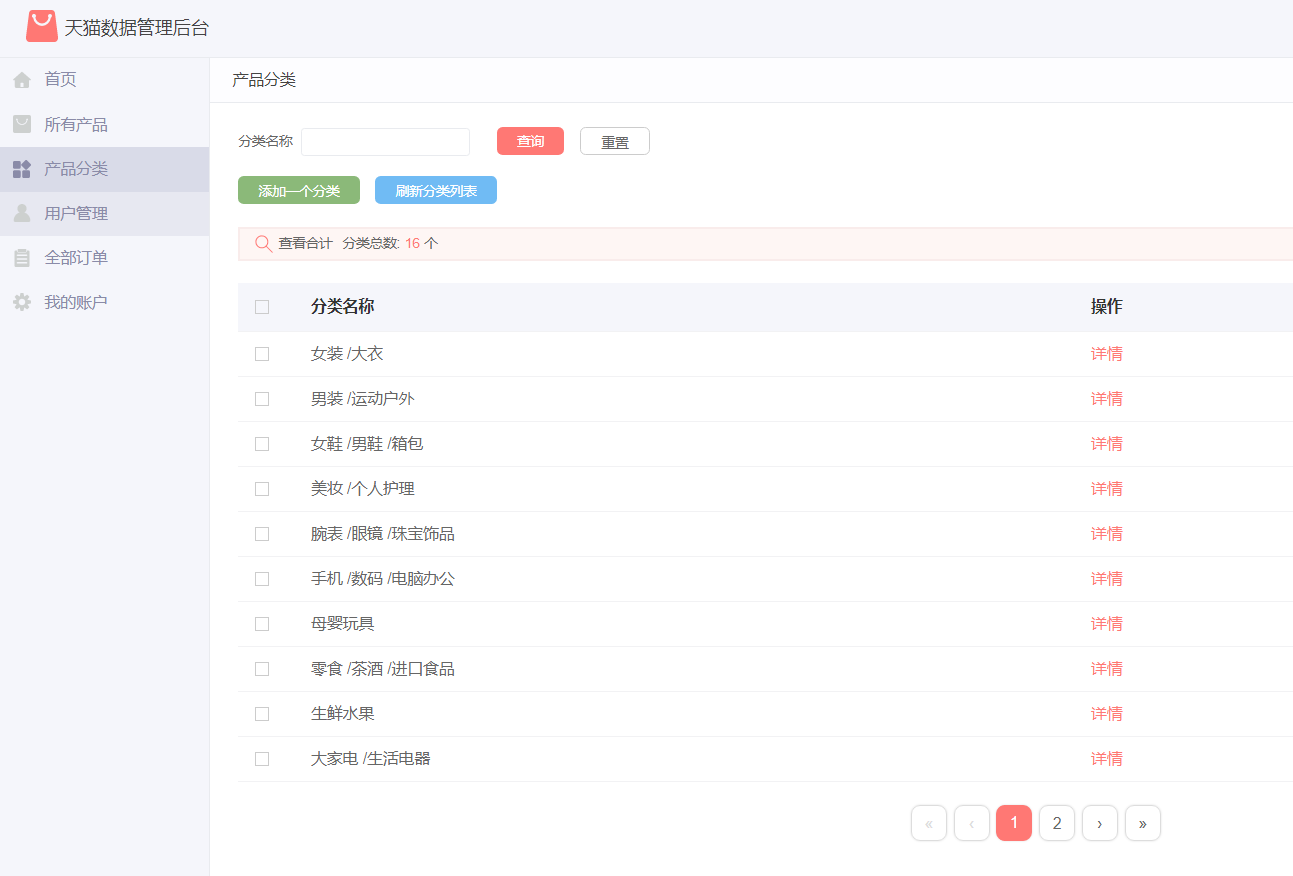 天猫数据管理后台
首页
所有产品
产品分类
用户管理
全部订单
我的账户
产品分类
分类名称 查询 重置
添加一个分类 刷新分类列表
查看合计 分类总数: 16 个
分类名称 操作
女装 /大衣 详情
男装 /运动户外 详情
女鞋 /男鞋 /箱包 详情
美妆 /个人护理 详情
腕表 /眼镜 /珠宝饰品 详情
手机 /数码 /电脑办公 详情
母婴玩具 详情
零食 /茶酒 /进口食品 详情
生鲜水果 详情
大家电 /生活电器 详情
« ‹ 1 2 › »